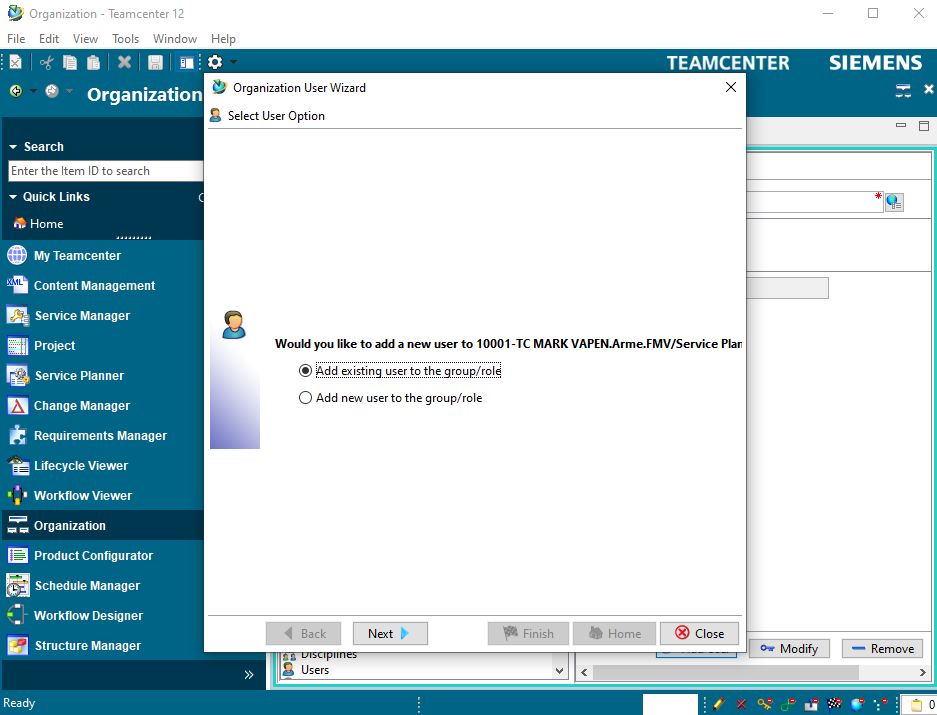 Organization - Teamcenter 12
File Edit View Tools Window Help
TEAMCENTER SIEMENS
Organization
Organization User Wizard
Select User Option
Search
Enter the Item ID to search
Quick Links
Home
My Teamcenter
XML
Content Management
Service Manager
Project
Service Planner
Change Manager
Requirements Manager
Lifecycle Viewer
Workflow Viewer
Organization
Product Configurator
Schedule Manager
Workflow Designer
Structure Manager
»
*
Would you like to add a new user to 10001-TC MARK VAPEN.Arme.FMV/Service Plan
Add existing user to the group/role
Add new user to the group/role
Back Next Finish Home Close
Modify Remove
Disciplines
Users
Ready
0